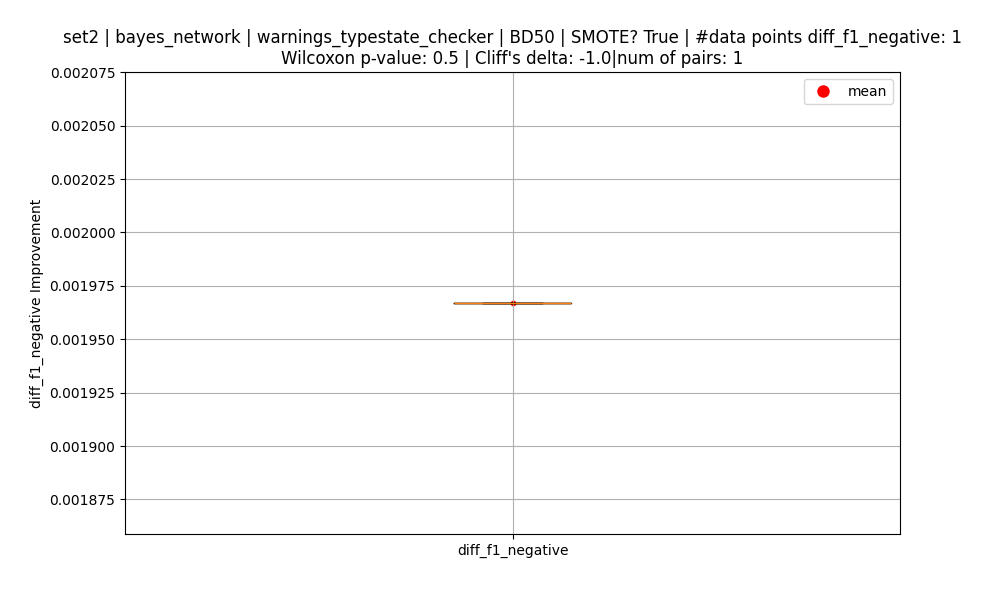 set2 | bayes_network | warnings_typestate_checker | BD50 | SMOTE? True | #data points diff_f1_negative: 1
Wilcoxon p-value: 0.5 | Cliff's delta: -1.0|num of pairs: 1
mean
0.002075
0.002050
0.002025
0.002000
0.001975
0.001950
0.001925
0.001900
0.001875
diff_f1_negative Improvement
diff_f1_negative